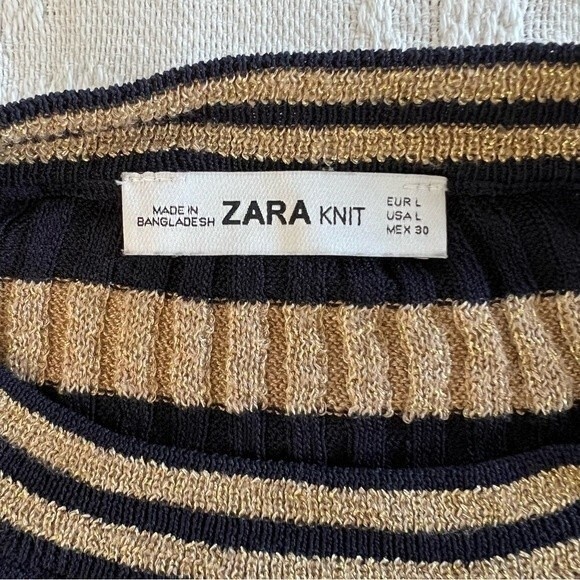 MADE IN
BANGLADESH
ZARA KNIT
EUR L
USA L
MEX 30